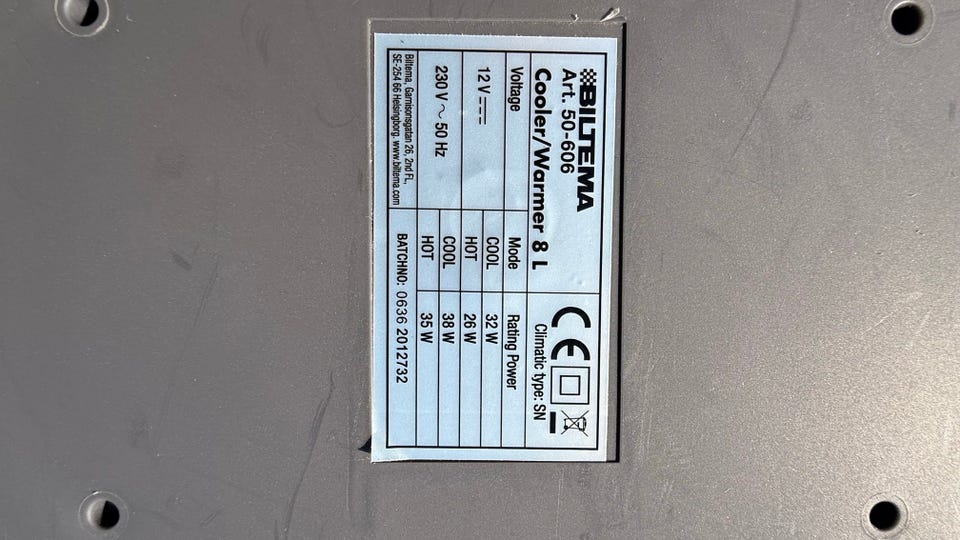 BILTEMA
Art. 50-606
Cooler/Warmer 8 L
CE
Climatic type: SN
Voltage Mode Rating Power
12 V ⎓ COOL 32 W
HOT 26 W
230 V ~ 50 Hz COOL 38 W
HOT 35 W
Biltema, Garnisonsgatan 26, 2nd FL,
SE-254 66 Helsingborg. www.biltema.com
BATCHNO: 0636 2012732